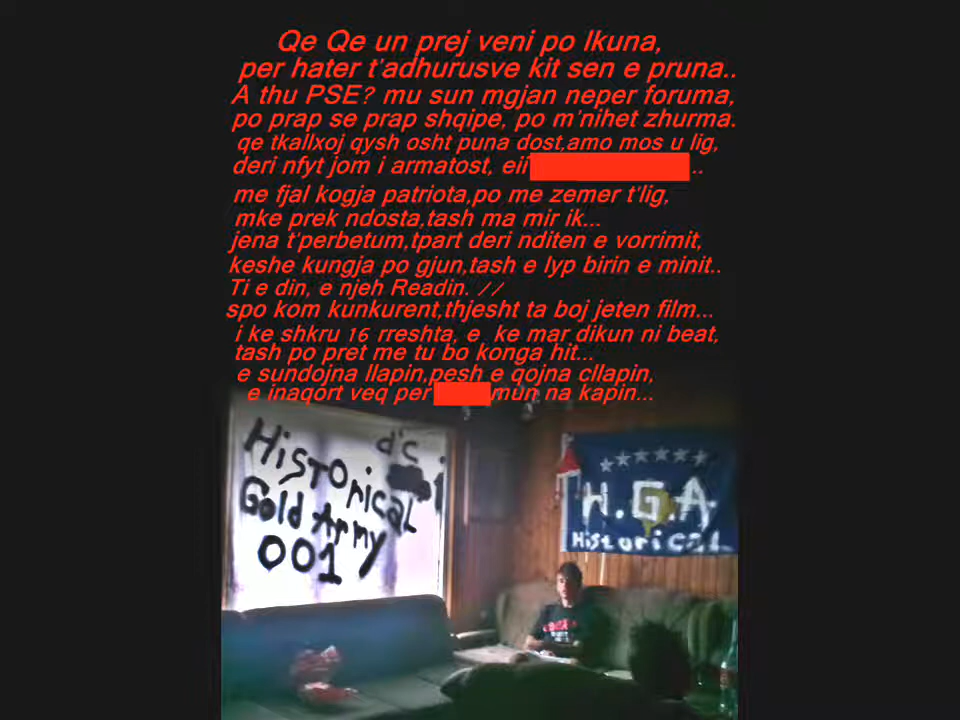 Qe Qe un prej veni po lkuna,
per hater t'adhurusve kit sen e pruna..
A thu PSE? mu sun mgjan neper foruma,
po prap se prap shqipe, po m'nihet zhurma.
qe tkallxoj qysh osht puna dost,amo mos u lig,
deri nfyt jom i armatost, eii ..
me fjal kogja patriota,po me zemer t'lig,
mke prek ndosta,tash ma mir ik...
jena t'perbetum,tpart deri nditen e vorrimit,
keshe kungja po gjun,tash e lyp birin e minit..
Ti e din, e njeh Readin. //
spo kom kunkurent,thjesht ta boj jeten film...
i ke shkru 16 rreshta, e ke mar dikun ni beat,
tash po pret me tu bo konga hit...
e sundojna llapin,pesh e qojna cllapin,
e inaqort veq per mun na kapin...
d'c
Historical
Gold Army
001
H.G.A
Historical